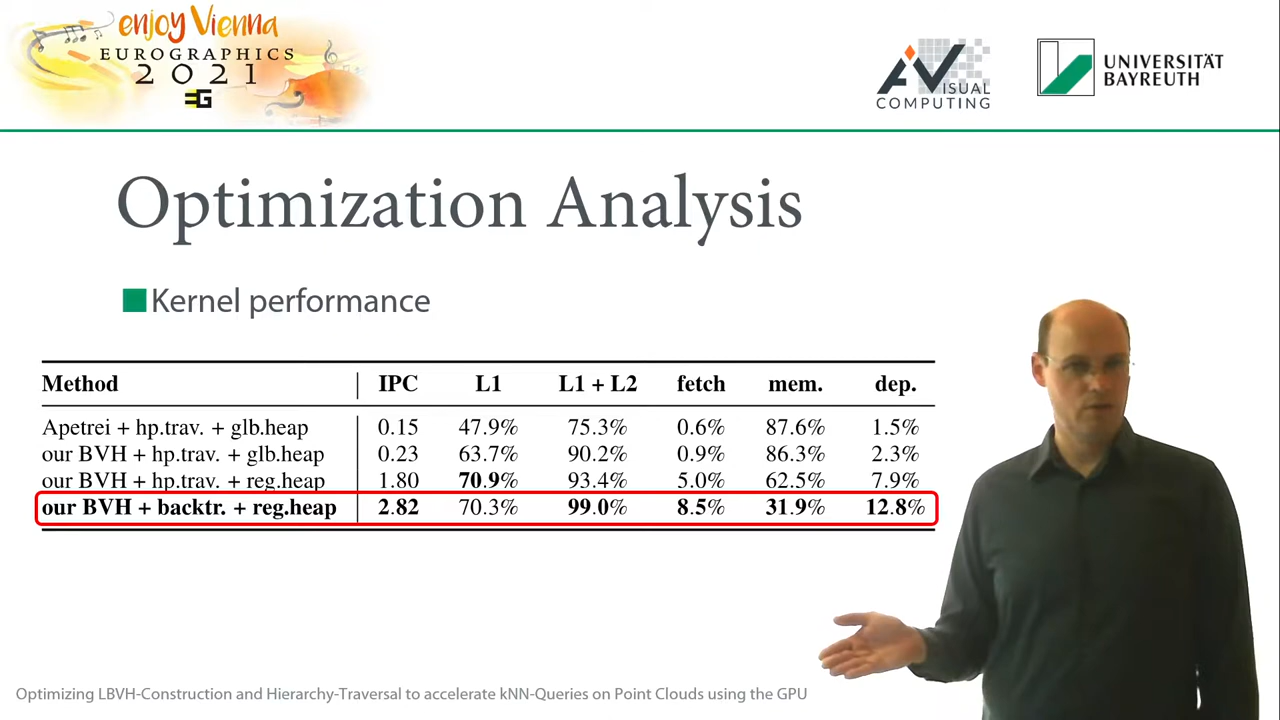 enjoy Vienna
EUROGRAPHICS
2021
EG
VISUAL
COMPUTING
UNIVERSITÄT
BAYREUTH
Optimization Analysis
Kernel performance
Method IPC L1 L1 + L2 fetch mem. dep.
Apetrei + hp.trav. + glb.heap 0.15 47.9% 75.3% 0.6% 87.6% 1.5%
our BVH + hp.trav. + glb.heap 0.23 63.7% 90.2% 0.9% 86.3% 2.3%
our BVH + hp.trav. + reg.heap 1.80 70.9% 93.4% 5.0% 62.5% 7.9%
our BVH + backtr. + reg.heap 2.82 70.3% 99.0% 8.5% 31.9% 12.8%
Optimizing LBVH-Construction and Hierarchy-Traversal to accelerate kNN-Queries on Point Clouds using the GPU